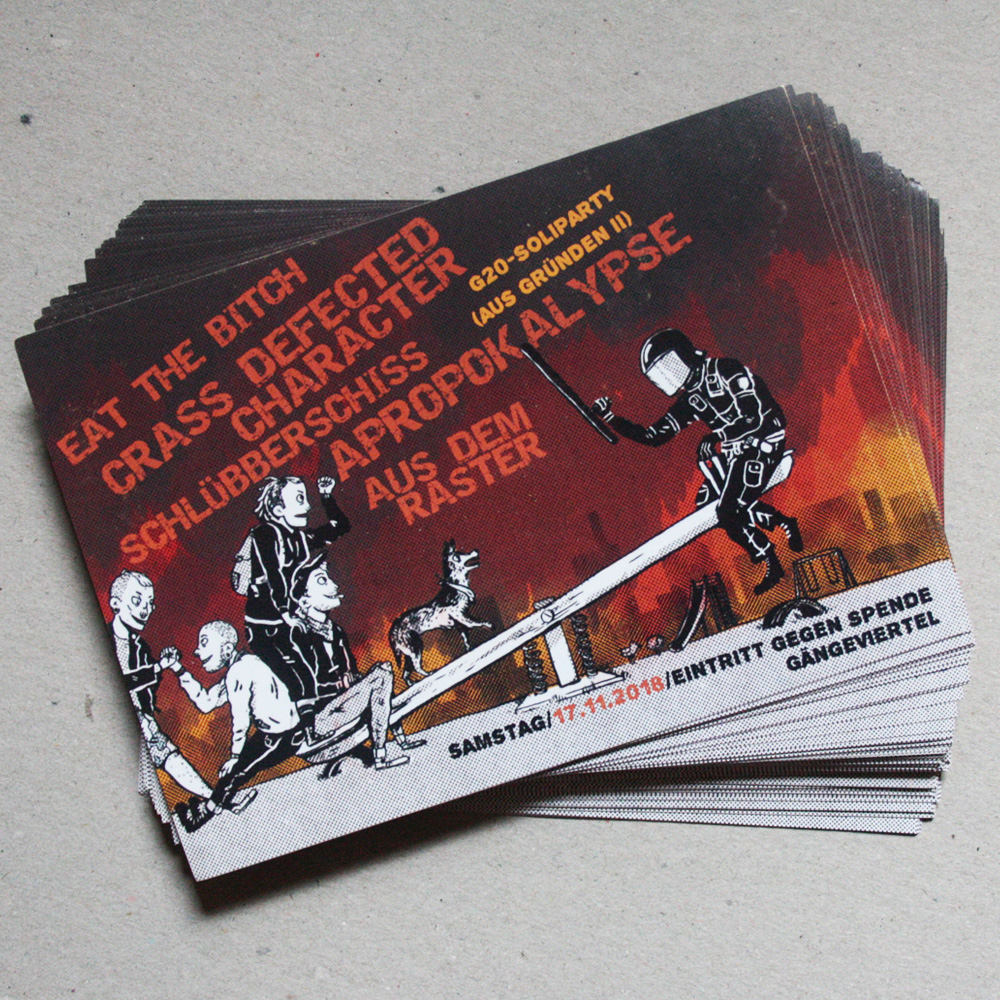 EAT THE BITCH
CRASS DEFECTED
CHARACTER
SCHLÜBBERSCHISS
APROPOKALYPSE
AUS DEM
RASTER
G20-SOLIPARTY
(AUS GRÜNDEN II)
SAMSTAG/17.11.2018/EINTRITT GEGEN SPENDE
GÄNGEVIERTEL